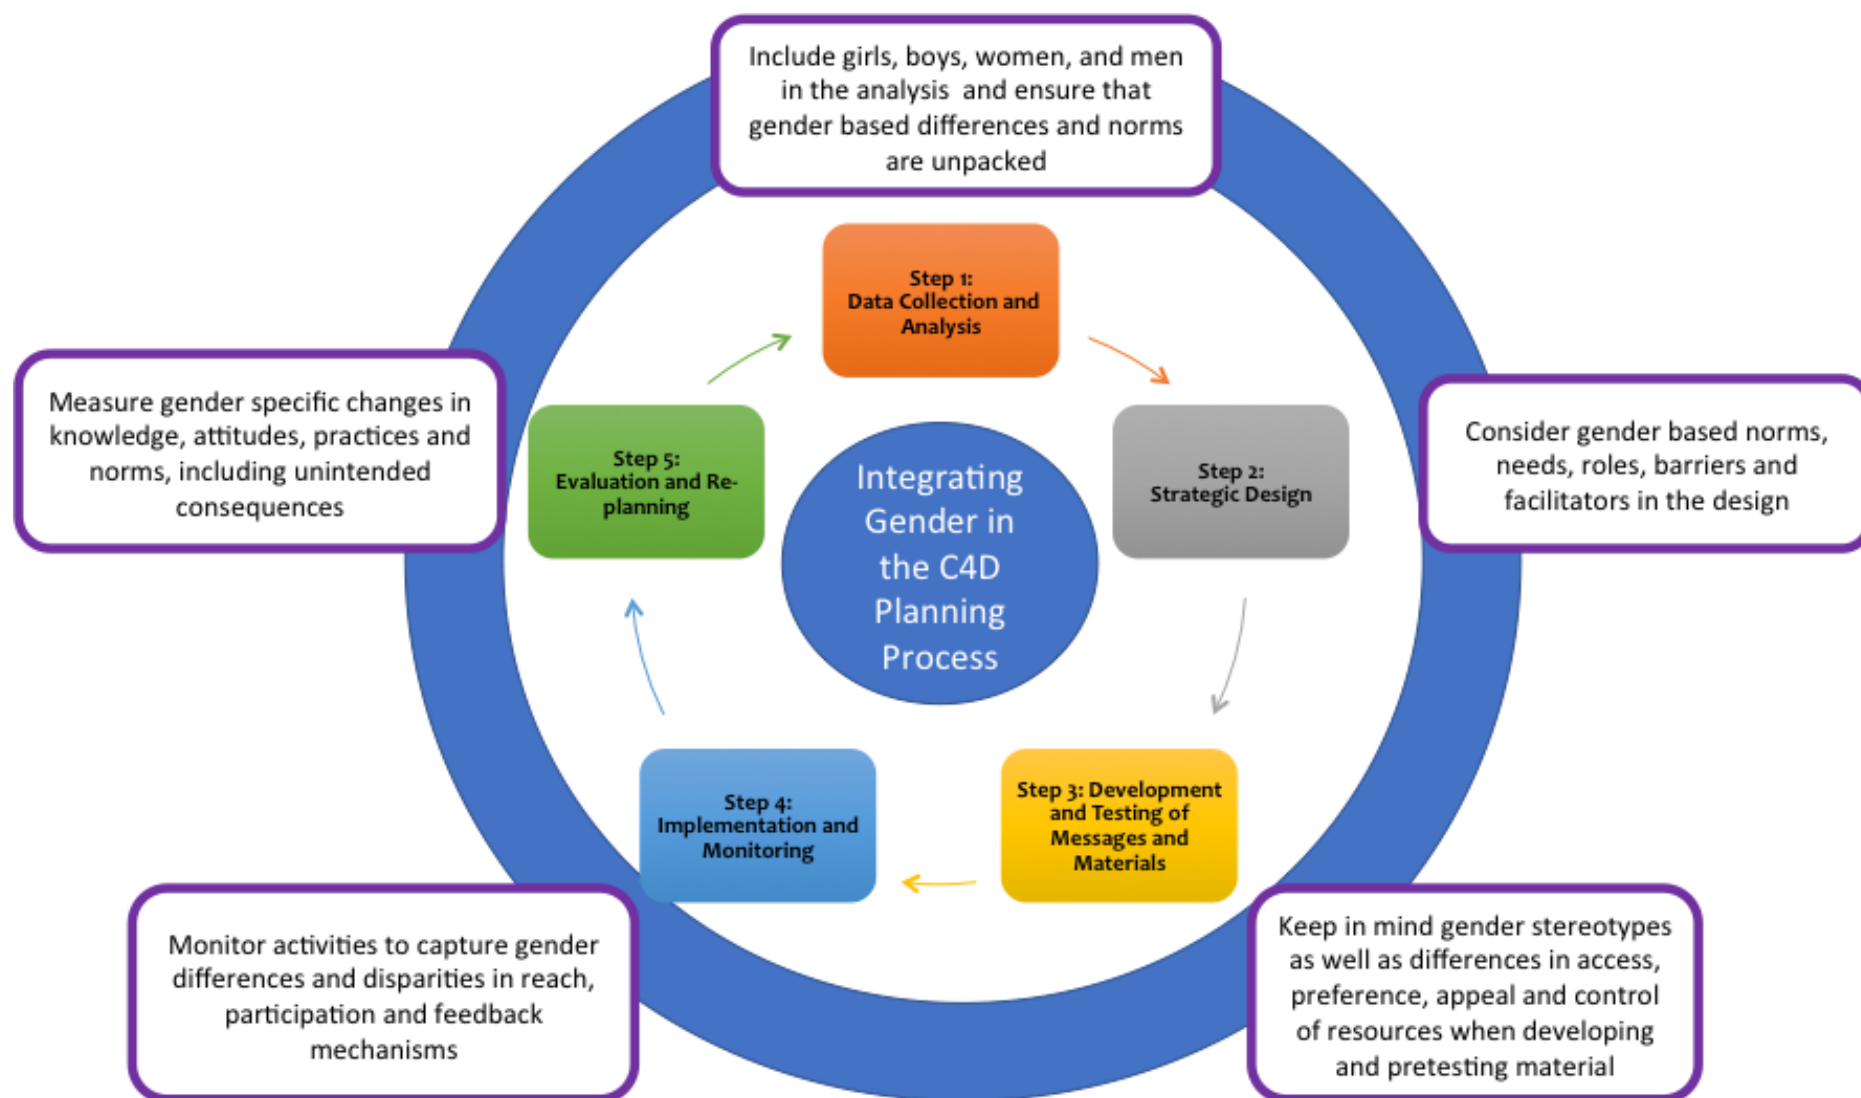 Include girls, boys, women, and men
in the analysis and ensure that
gender based differences and norms
are unpacked
Step 1:
Data Collection and
Analysis
Measure gender specific changes in
knowledge, attitudes, practices and
norms, including unintended
consequences
Step 5:
Evaluation and Re-
planning
Integrating
Gender in
the C4D
Planning
Process
Step 2:
Strategic Design
Consider gender based norms,
needs, roles, barriers and
facilitators in the design
Step 4:
Implementation and
Monitoring
Step 3: Development
and Testing of
Messages and
Materials
Monitor activities to capture gender
differences and disparities in reach,
participation and feedback
mechanisms
Keep in mind gender stereotypes
as well as differences in access,
preference, appeal and control
of resources when developing
and pretesting material